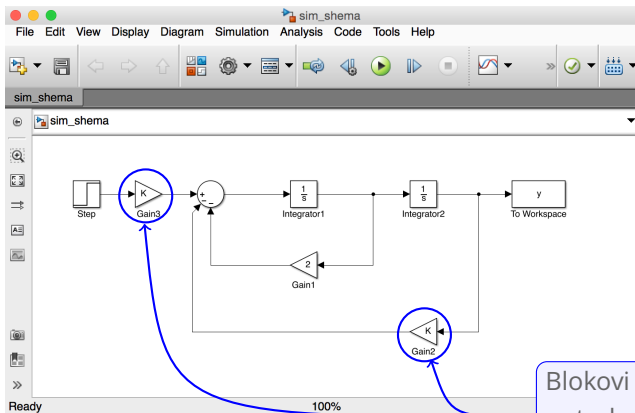 sim_shema
File Edit View Display Diagram Simulation Analysis Code Tools Help
sim_shema
sim_shema
Step
K
Gain3
+
−
−
1
s
Integrator1
1
s
Integrator2
y
To Workspace
2
Gain1
K
Gain2
Blokovi
Ready 100%